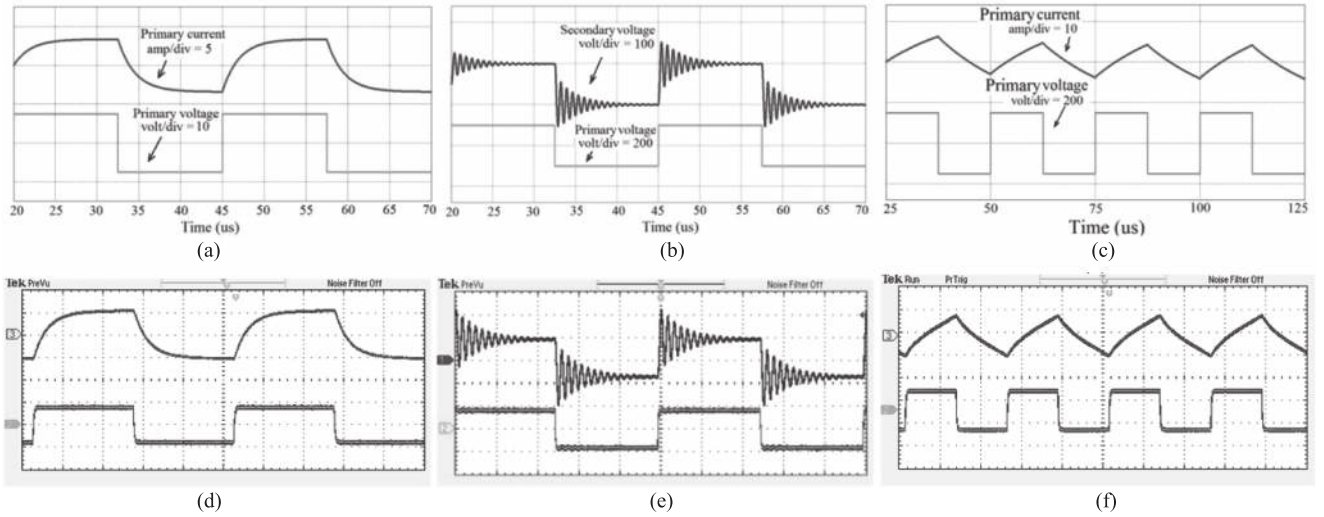 Primary current
amp/div = 5
Primary voltage
volt/div = 10
20 25 30 35 40 45 50 55 60 65 70
Time (us)
(a)
Secondary voltage
volt/div = 100
Primary voltage
volt/div = 200
20 25 30 35 40 45 50 55 60 65 70
Time (us)
(b)
Primary current
amp/div = 10
Primary voltage
volt/div = 200
25 50 75 100 125
Time (us)
(c)
Tek PreVu Noise Filter Off
3
(d)
Tek PreVu Noise Filter Off
2
(e)
Tek Run PrTrig Noise Filter Off
3
(f)